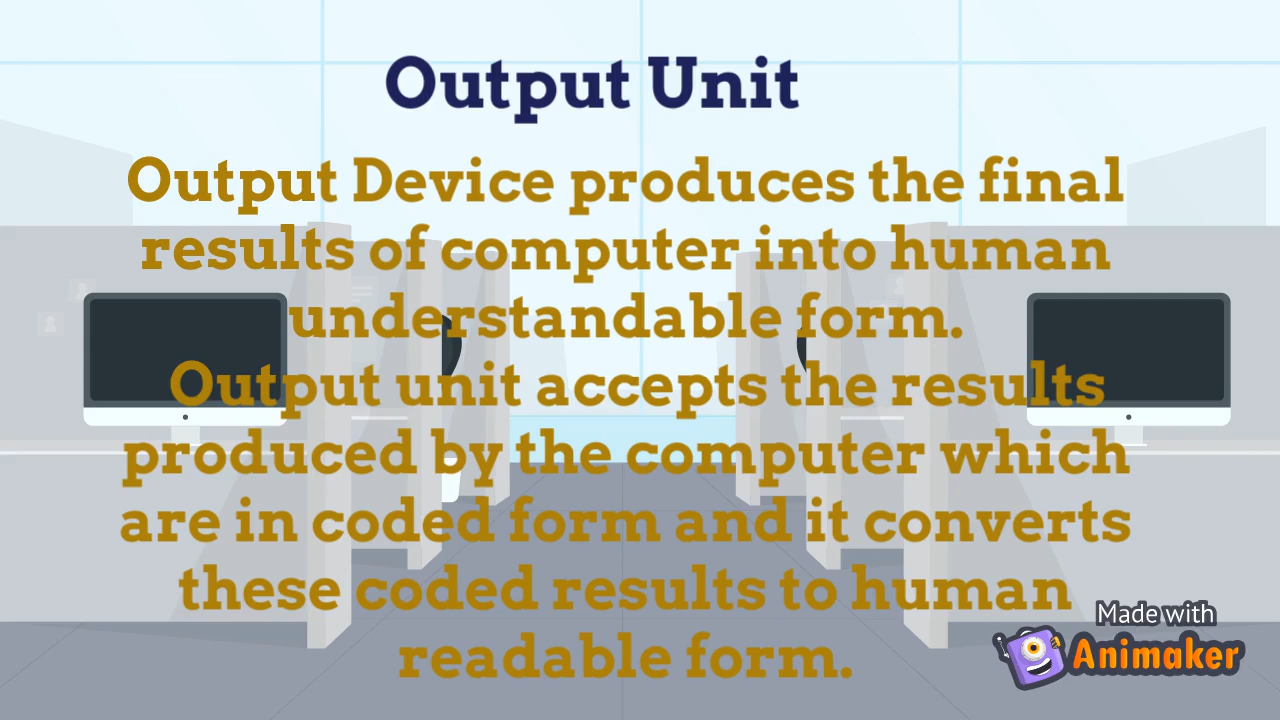 Output Unit
Output Device produces the final
results of computer into human
understandable form.
Output unit accepts the results
produced by the computer which
are in coded form and it converts
these coded results to human
readable form.
Made with
Animaker